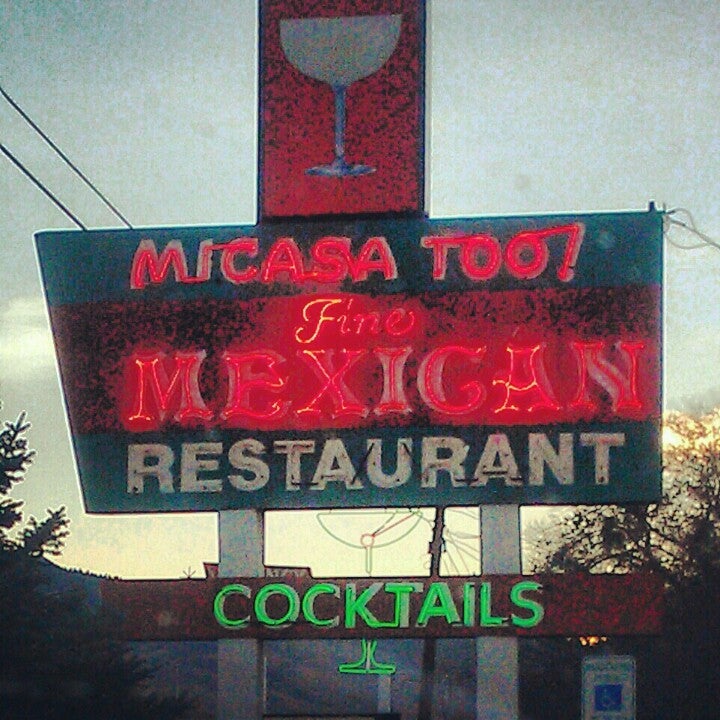 MI CASA TOO!
Fine
MEXICAN
RESTAURANT
COCKTAILS